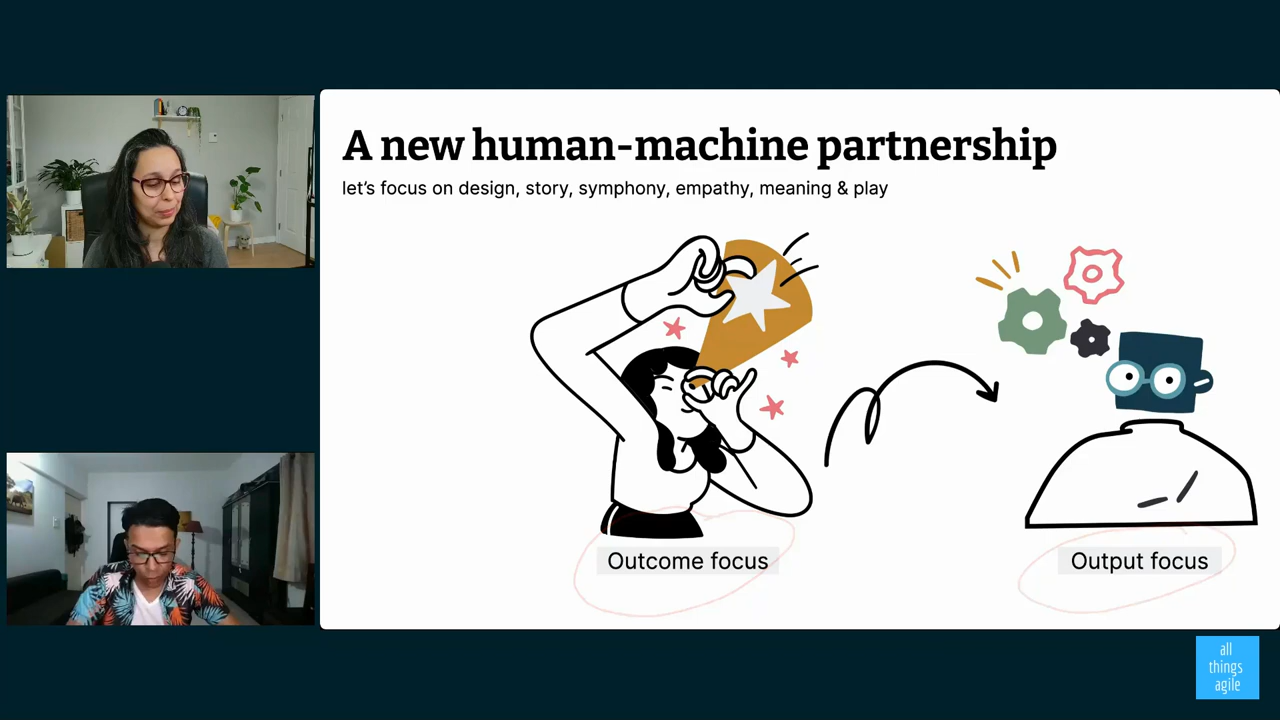 A new human-machine partnership
let's focus on design, story, symphony, empathy, meaning & play
Outcome focus
Output focus
all
things
agile